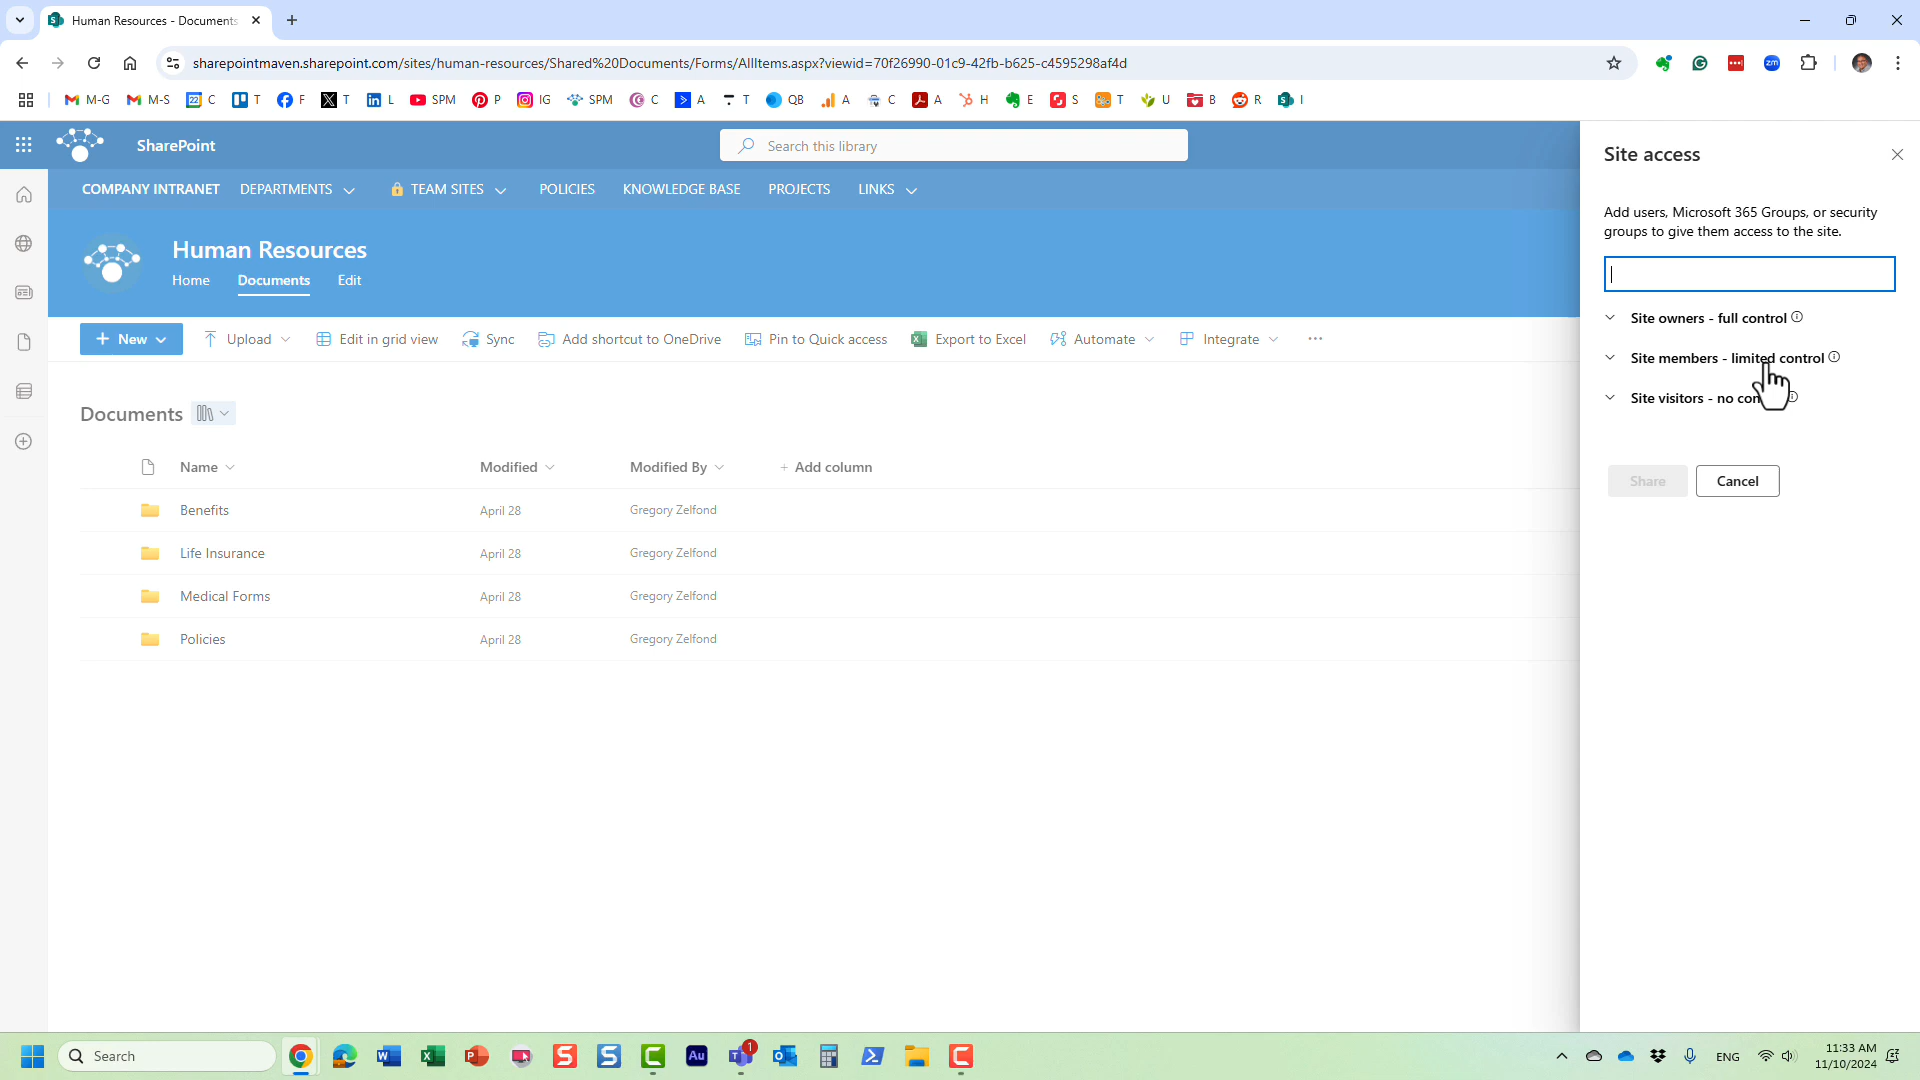 Human Resources - Documents
sharepointmaven.sharepoint.com/sites/human-resources/Shared%20Documents/Forms/AllItems.aspx?viewid=70f26990-01c9-42fb-b625-c4595298af4d
M-G M-S C T F T L SPM P IG SPM C A T QB A C A H E S T U B R I
SharePoint
Search this library
COMPANY INTRANET DEPARTMENTS TEAM SITES POLICIES KNOWLEDGE BASE PROJECTS LINKS
Human Resources
Home Documents Edit
+ New Upload Edit in grid view Sync Add shortcut to OneDrive Pin to Quick access Export to Excel Automate Integrate ...
Documents
Name Modified Modified By + Add column
Benefits April 28 Gregory Zelfond
Life Insurance April 28 Gregory Zelfond
Medical Forms April 28 Gregory Zelfond
Policies April 28 Gregory Zelfond
Site access
Add users, Microsoft 365 Groups, or security
groups to give them access to the site.
Site owners - full control
Site members - limited control
Site visitors - no
Share Cancel
Search
1
ENG
11:33 AM
11/10/2024